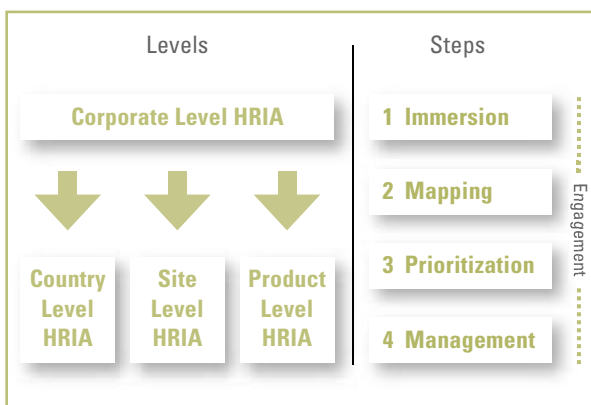 Levels
Corporate Level HRIA
Country
Level
HRIA
Site
Level
HRIA
Product
Level
HRIA
Steps
1 Immersion
2 Mapping
3 Prioritization
4 Management
Engagement